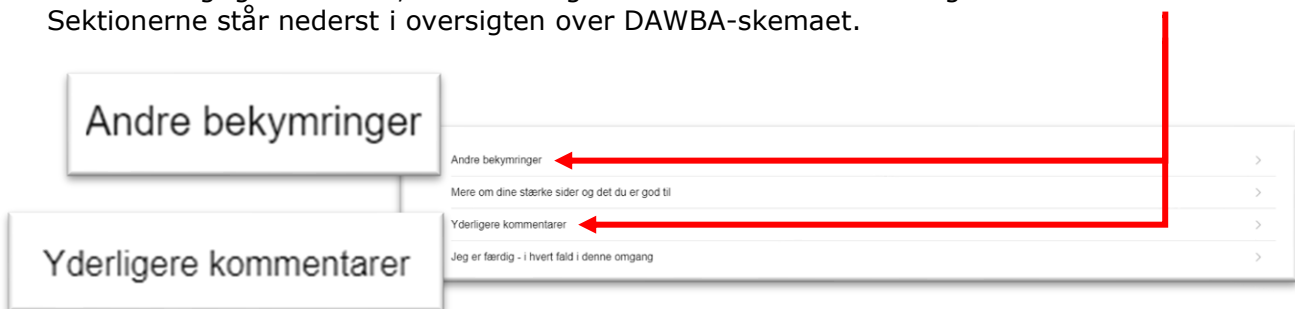 Sektionerne står nederst i oversigten over DAWBA-skemaet.
Andre bekymringer
Andre bekymringer
Mere om dine stærke sider og det du er god til
Yderligere kommentarer
Yderligere kommentarer
Jeg er færdig - i hvert fald i denne omgang